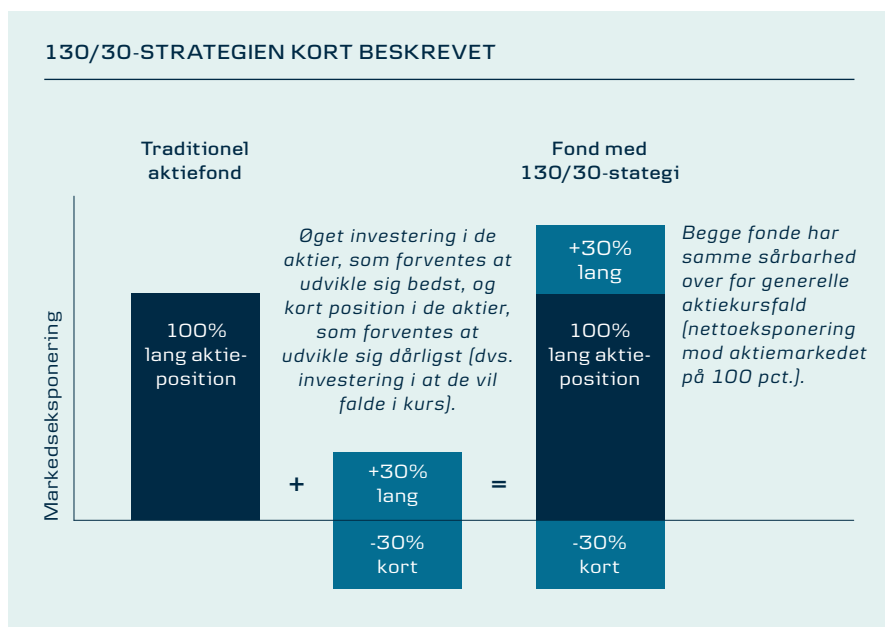 130/30-STRATEGIEN KORT BESKREVET
Traditionel
aktiefond
Fond med
130/30-stategi
Markedseksponering
100%
lang aktie-
position
+
Øget investering i de
aktier, som forventes at
udvikle sig bedst, og
kort position i de aktier,
som forventes at
udvikle sig dårligst (dvs.
investering i at de vil
falde i kurs).
+30%
lang
-30%
kort
=
+30%
lang
100%
lang aktie-
position
-30%
kort
Begge fonde har
samme sårbarhed
over for generelle
aktiekursfald
(nettoeksponering
mod aktiemarkedet
på 100 pct.).